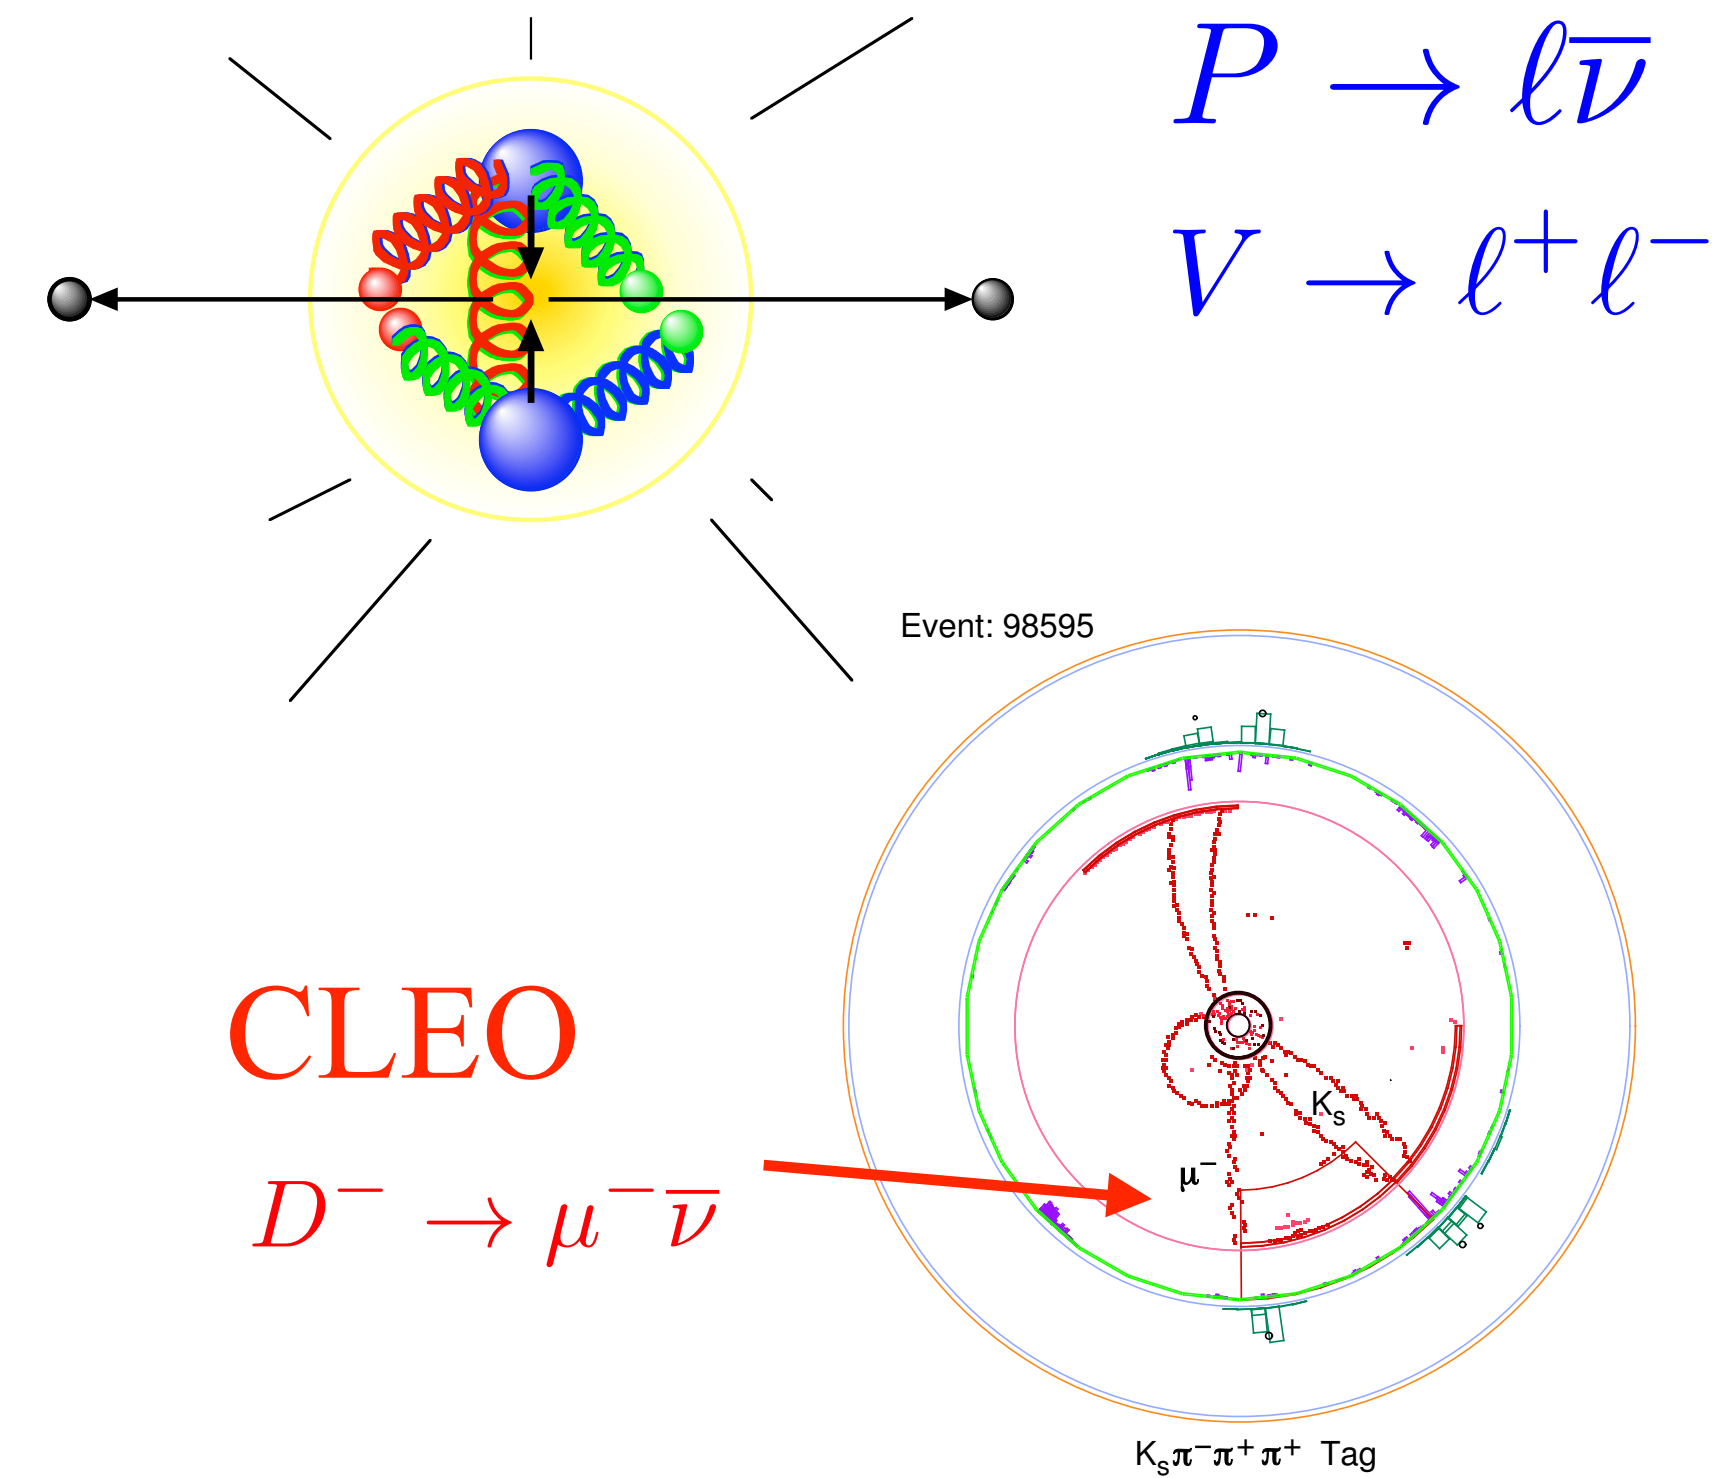 P → ℓν̅
V → ℓ⁺ℓ⁻
Event: 98595
CLEO
D⁻ → μ⁻ν̅
Kₛ
μ⁻
Kₛπ⁻π⁺π⁺ Tag